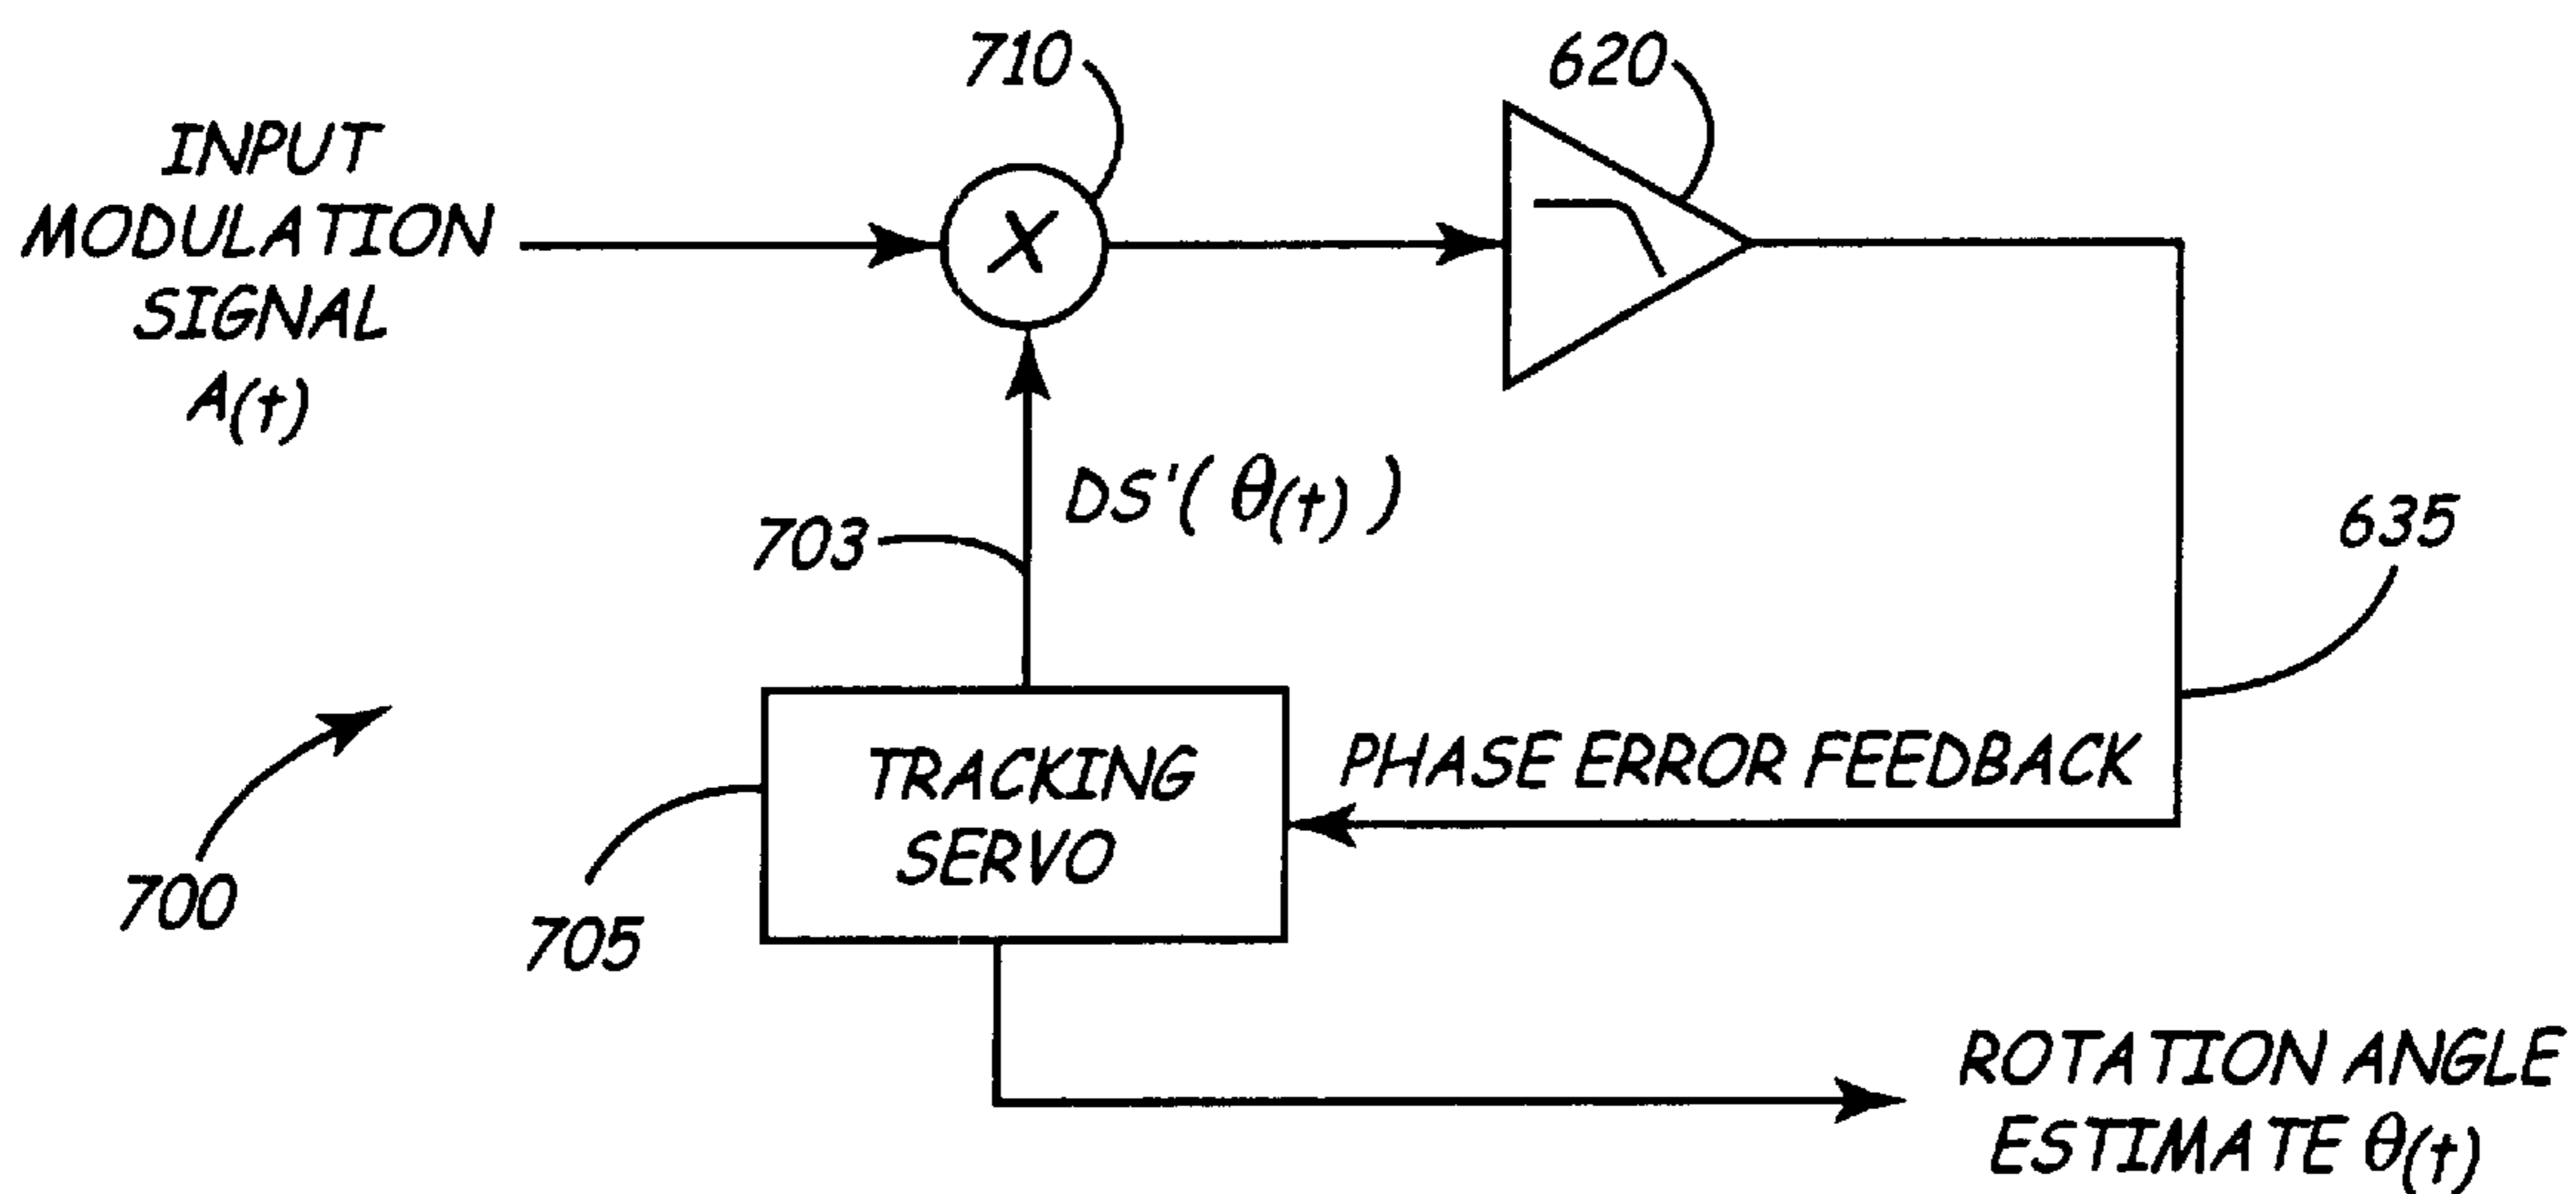 710
620
INPUT
MODULATION
SIGNAL
A(t)
X
DS'(θ(t))
703
635
TRACKING
SERVO
PHASE ERROR FEEDBACK
700
705
ROTATION ANGLE
ESTIMATE θ(t)